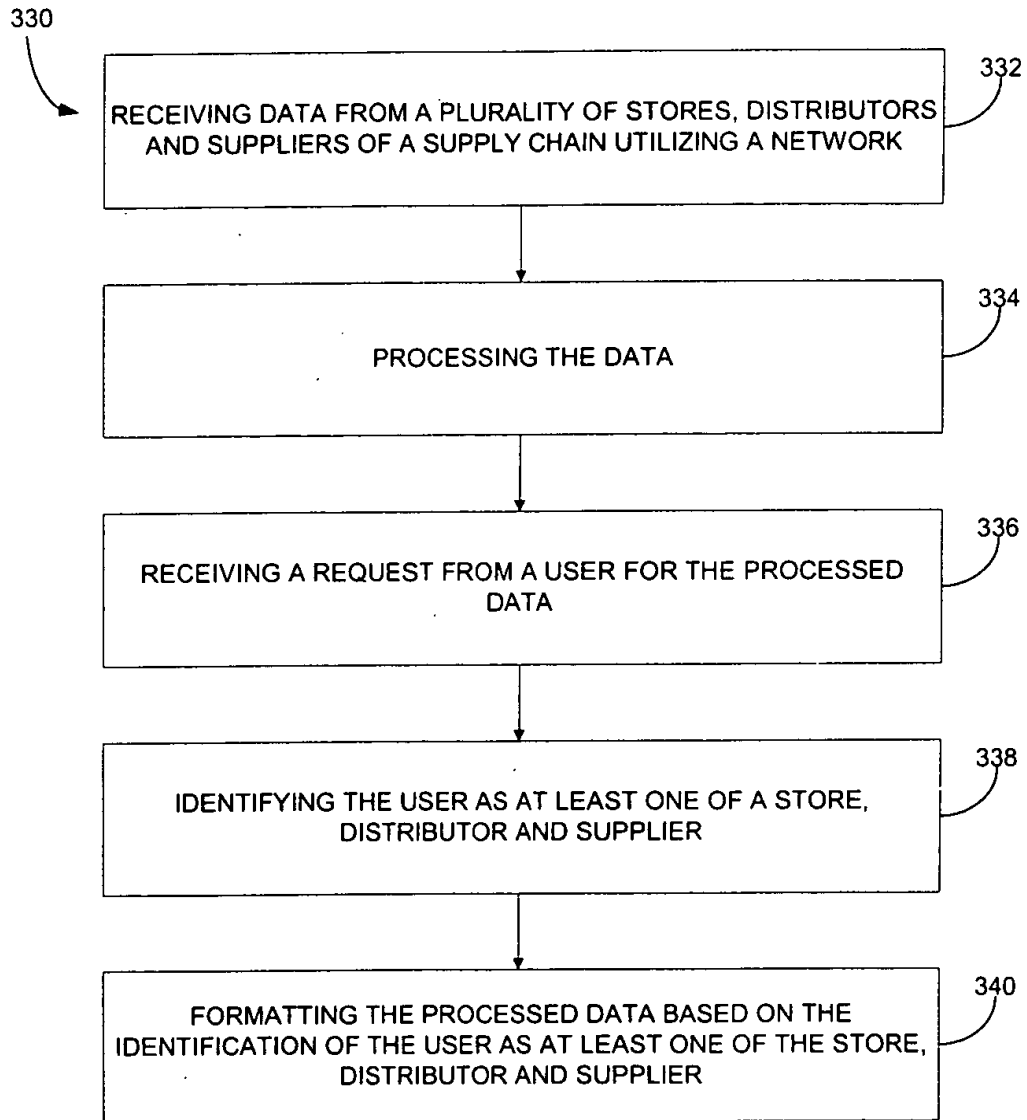 330
332
RECEIVING DATA FROM A PLURALITY OF STORES, DISTRIBUTORS
AND SUPPLIERS OF A SUPPLY CHAIN UTILIZING A NETWORK
334
PROCESSING THE DATA
336
RECEIVING A REQUEST FROM A USER FOR THE PROCESSED
DATA
338
IDENTIFYING THE USER AS AT LEAST ONE OF A STORE,
DISTRIBUTOR AND SUPPLIER
340
FORMATTING THE PROCESSED DATA BASED ON THE
IDENTIFICATION OF THE USER AS AT LEAST ONE OF THE STORE,
DISTRIBUTOR AND SUPPLIER